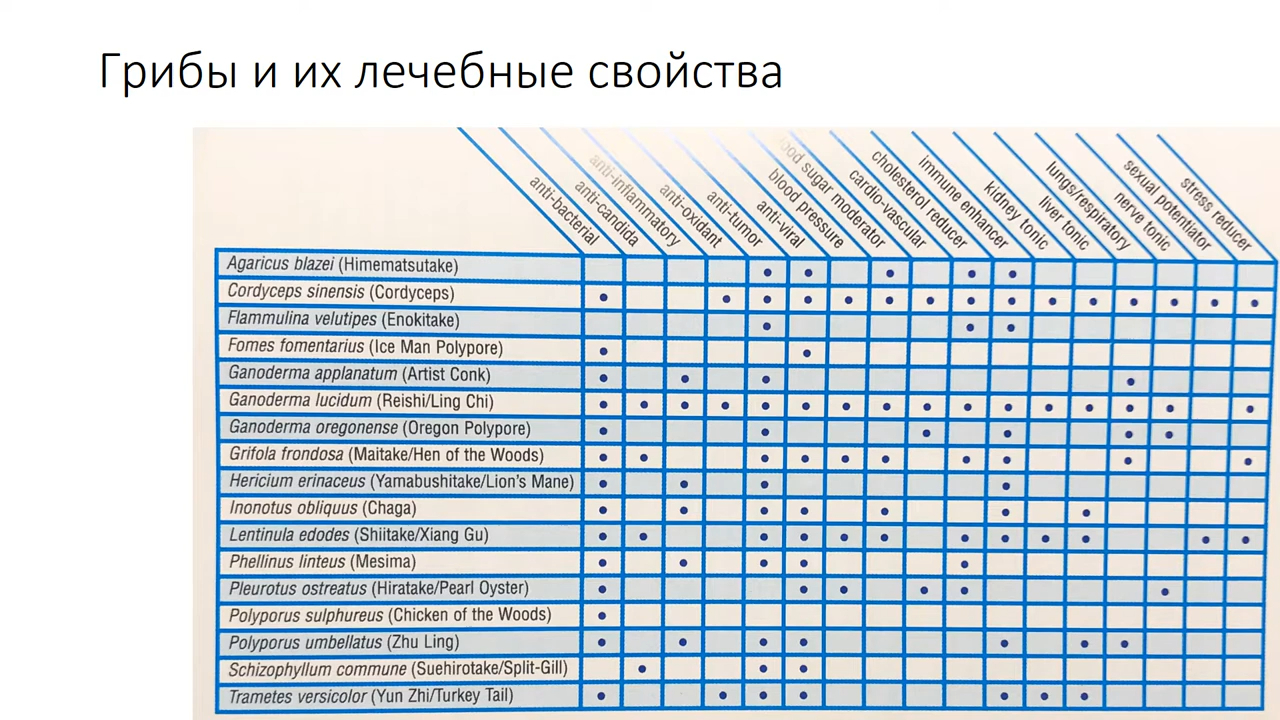 Грибы и их лечебные свойства
anti-bacterial
anti-candida
anti-inflammatory
anti-oxidant
anti-tumor
anti-viral
blood pressure
sugar moderator
cardio-vascular
cholesterol reducer
immune enhancer
kidney tonic
liver tonic
lungs/respiratory
nerve tonic
sexual potentiator
stress reducer
Agaricus blazei (Himematsutake)
Cordyceps sinensis (Cordyceps)
Flammulina velutipes (Enokitake)
Fomes fomentarius (Ice Man Polypore)
Ganoderma applanatum (Artist Conk)
Ganoderma lucidum (Reishi/Ling Chi)
Ganoderma oregonense (Oregon Polypore)
Grifola frondosa (Maitake/Hen of the Woods)
Hericium erinaceus (Yamabushitake/Lion's Mane)
Inonotus obliquus (Chaga)
Lentinula edodes (Shiitake/Xiang Gu)
Phellinus linteus (Mesima)
Pleurotus ostreatus (Hiratake/Pearl Oyster)
Polyporus sulphureus (Chicken of the Woods)
Polyporus umbellatus (Zhu Ling)
Schizophyllum commune (Suehirotake/Split-Gill)
Trametes versicolor (Yun Zhi/Turkey Tail)